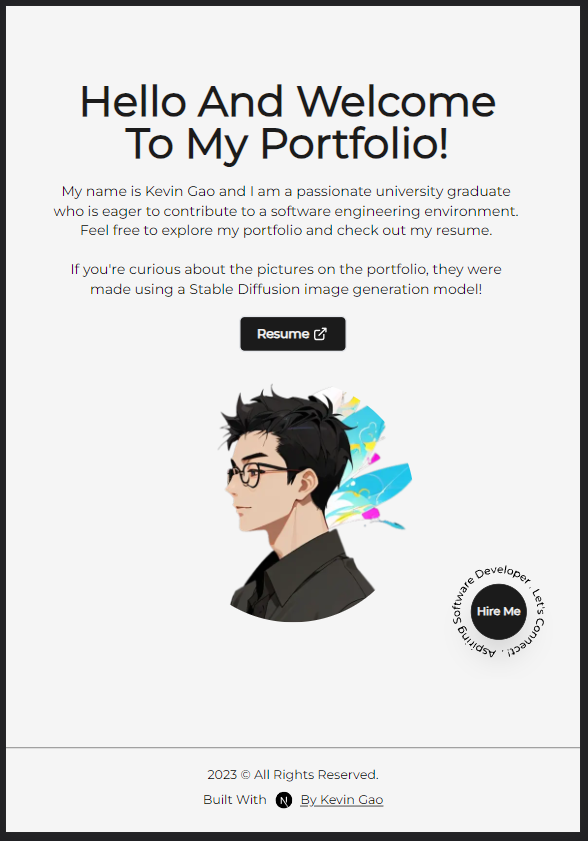 Hello And Welcome
To My Portfolio!
My name is Kevin Gao and I am a passionate university graduate
who is eager to contribute to a software engineering environment.
Feel free to explore my portfolio and check out my resume.
If you're curious about the pictures on the portfolio, they were
made using a Stable Diffusion image generation model!
Resume
Aspiring Software Developer . Let's Connect! .
Hire Me
2023 © All Rights Reserved.
Built With N By Kevin Gao